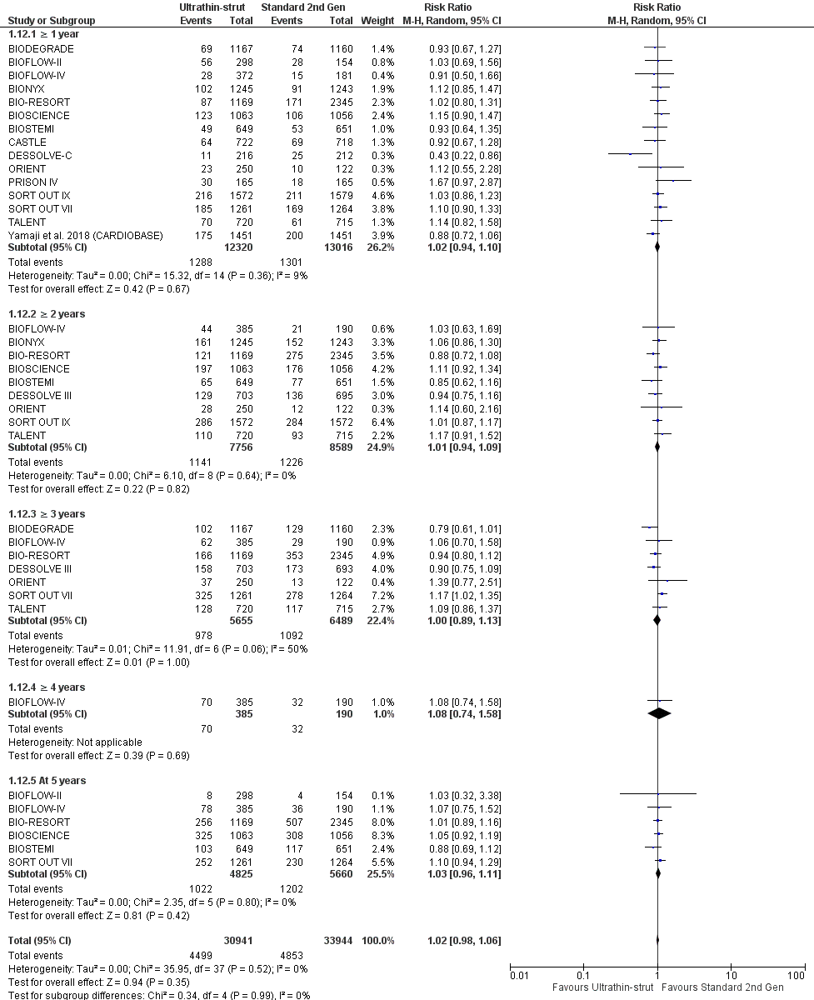 Ultrathin-strut Standard 2nd Gen Risk Ratio Risk Ratio
Study or Subgroup Events Total Events Total Weight M-H, Random, 95% CI M-H, Random, 95% CI
1.12.1 ≥ 1 year
BIODEGRADE 69 1167 74 1160 1.4% 0.93 [0.67, 1.27]
BIOFLOW-II 56 298 28 154 0.8% 1.03 [0.69, 1.56]
BIOFLOW-IV 28 372 15 181 0.4% 0.91 [0.50, 1.66]
BIONYX 102 1245 91 1243 1.9% 1.12 [0.85, 1.47]
BIO-RESORT 87 1169 171 2345 2.3% 1.02 [0.80, 1.31]
BIOSCIENCE 123 1063 106 1056 2.4% 1.15 [0.90, 1.47]
BIOSTEMI 49 649 53 651 1.0% 0.93 [0.64, 1.35]
CASTLE 64 722 69 718 1.3% 0.92 [0.67, 1.28]
DESSOLVE-C 11 216 25 212 0.3% 0.43 [0.22, 0.86]
ORIENT 23 250 10 122 0.3% 1.12 [0.55, 2.28]
PRISON IV 30 165 18 165 0.5% 1.67 [0.97, 2.87]
SORT OUT IX 216 1572 211 1579 4.6% 1.03 [0.86, 1.23]
SORT OUT VII 185 1261 169 1264 3.8% 1.10 [0.90, 1.33]
TALENT 70 720 61 715 1.3% 1.14 [0.82, 1.58]
Yamaji et al. 2018 (CARDIOBASE) 175 1451 200 1451 3.9% 0.88 [0.72, 1.06]
Subtotal (95% CI) 12320 13016 26.2% 1.02 [0.94, 1.10]
Total events 1288 1301
Heterogeneity: Tau² = 0.00; Chi² = 15.32, df = 14 (P = 0.36); I² = 9%
Test for overall effect: Z = 0.42 (P = 0.67)
1.12.2 ≥ 2 years
BIOFLOW-IV 44 385 21 190 0.6% 1.03 [0.63, 1.69]
BIONYX 161 1245 152 1243 3.3% 1.06 [0.86, 1.30]
BIO-RESORT 121 1169 275 2345 3.9% 0.88 [0.72, 1.08]
BIOSCIENCE 197 1063 176 1056 4.2% 1.11 [0.92, 1.34]
BIOSTEMI 65 649 77 651 1.4% 0.85 [0.62, 1.16]
DESSOLVE III 129 703 136 695 3.0% 0.94 [0.75, 1.16]
ORIENT 28 250 12 122 0.3% 1.14 [0.60, 2.16]
SORT OUT IX 286 1572 284 1572 6.4% 1.01 [0.87, 1.17]
TALENT 110 720 93 715 2.2% 1.17 [0.91, 1.52]
Subtotal (95% CI) 7756 8589 24.9% 1.01 [0.94, 1.09]
Total events 1141 1226
Heterogeneity: Tau² = 0.00; Chi² = 6.10, df = 8 (P = 0.64); I² = 0%
Test for overall effect: Z = 0.22 (P = 0.82)
1.12.3 ≥ 3 years
BIODEGRADE 102 1167 129 1160 2.3% 0.79 [0.61, 1.01]
BIOFLOW-IV 62 385 29 190 0.9% 1.06 [0.70, 1.58]
BIO-RESORT 166 1169 353 2345 4.9% 0.94 [0.80, 1.12]
DESSOLVE III 158 703 173 693 4.0% 0.90 [0.75, 1.09]
ORIENT 37 250 13 122 0.4% 1.39 [0.77, 2.51]
SORT OUT VII 325 1261 278 1264 7.2% 1.17 [1.02, 1.35]
TALENT 128 720 117 715 2.7% 1.09 [0.86, 1.37]
Subtotal (95% CI) 5655 6489 22.4% 1.00 [0.89, 1.13]
Total events 978 1092
Heterogeneity: Tau² = 0.01; Chi² = 11.91, df = 6 (P = 0.06); I² = 50%
Test for overall effect: Z = 0.01 (P = 1.00)
1.12.4 ≥ 4 years
BIOFLOW-IV 70 385 32 190 1.0% 1.08 [0.74, 1.58]
Subtotal (95% CI) 385 190 1.0% 1.08 [0.74, 1.58]
Total events 70 32
Heterogeneity: Not applicable
Test for overall effect: Z = 0.39 (P = 0.69)
1.12.5 At 5 years
BIOFLOW-II 8 298 4 154 0.1% 1.03 [0.32, 3.38]
BIOFLOW-IV 78 385 36 190 1.1% 1.07 [0.75, 1.52]
BIO-RESORT 256 1169 507 2345 8.2% 1.01 [0.89, 1.16]
BIOSCIENCE 325 1063 308 1056 8.3% 1.05 [0.92, 1.19]
BIOSTEMI 103 649 117 651 2.4% 0.88 [0.69, 1.12]
SORT OUT VII 252 1261 230 1264 5.5% 1.10 [0.94, 1.29]
Subtotal (95% CI) 4825 5660 25.5% 1.03 [0.96, 1.11]
Total events 1022 1202
Heterogeneity: Tau² = 0.00; Chi² = 2.35, df = 5 (P = 0.80); I² = 0%
Test for overall effect: Z = 0.81 (P = 0.42)
Total (95% CI) 30941 33944 100.0% 1.02 [0.98, 1.06]
Total events 4499 4853
Heterogeneity: Tau² = 0.00; Chi² = 35.95, df = 37 (P = 0.52); I² = 0%
Test for overall effect: Z = 0.94 (P = 0.35)
Test for subgroup differences: Chi² = 0.34, df = 4 (P = 0.99), I² = 0%
0.01 0.1 1 10 100
Favours Ultrathin-strut Favours Standard 2nd Gen